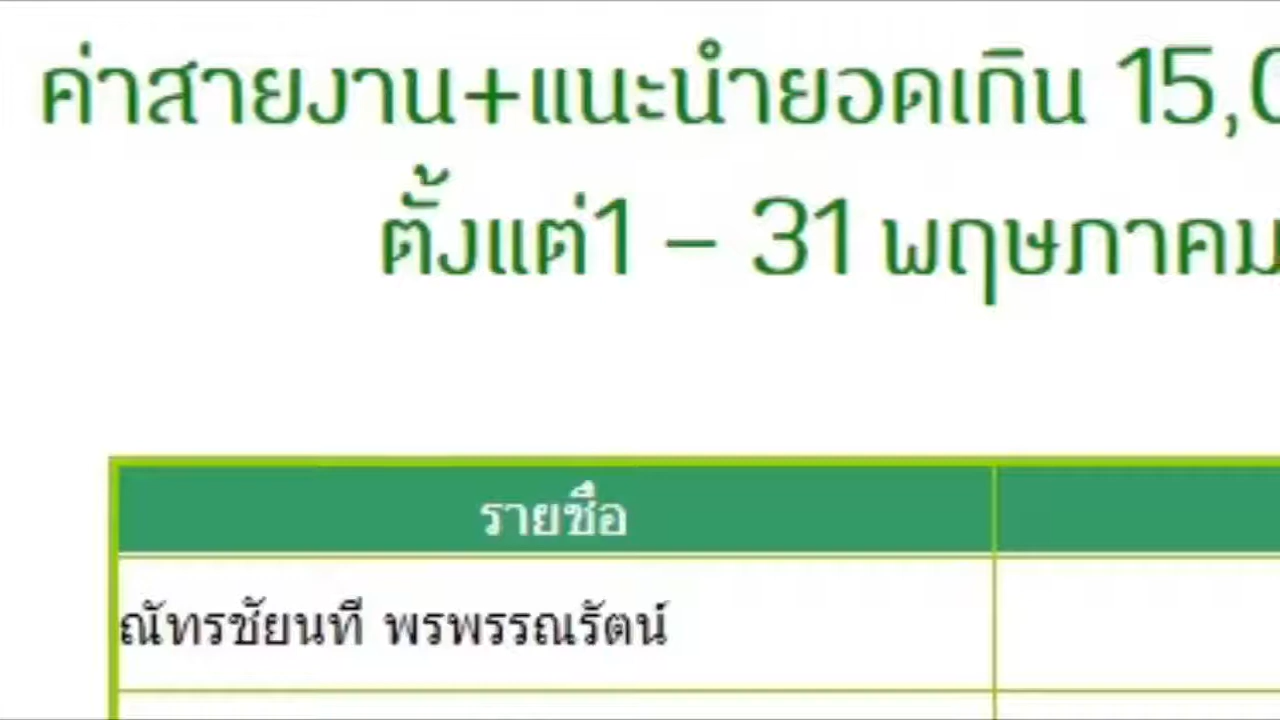 ค่าสายงาน+แนะนำยอดเกิน 15,0
ตั้งแต่1 – 31 พฤษภาคม
รายชื่อ
ณัทรชัยนที พรพรรณรัตน์